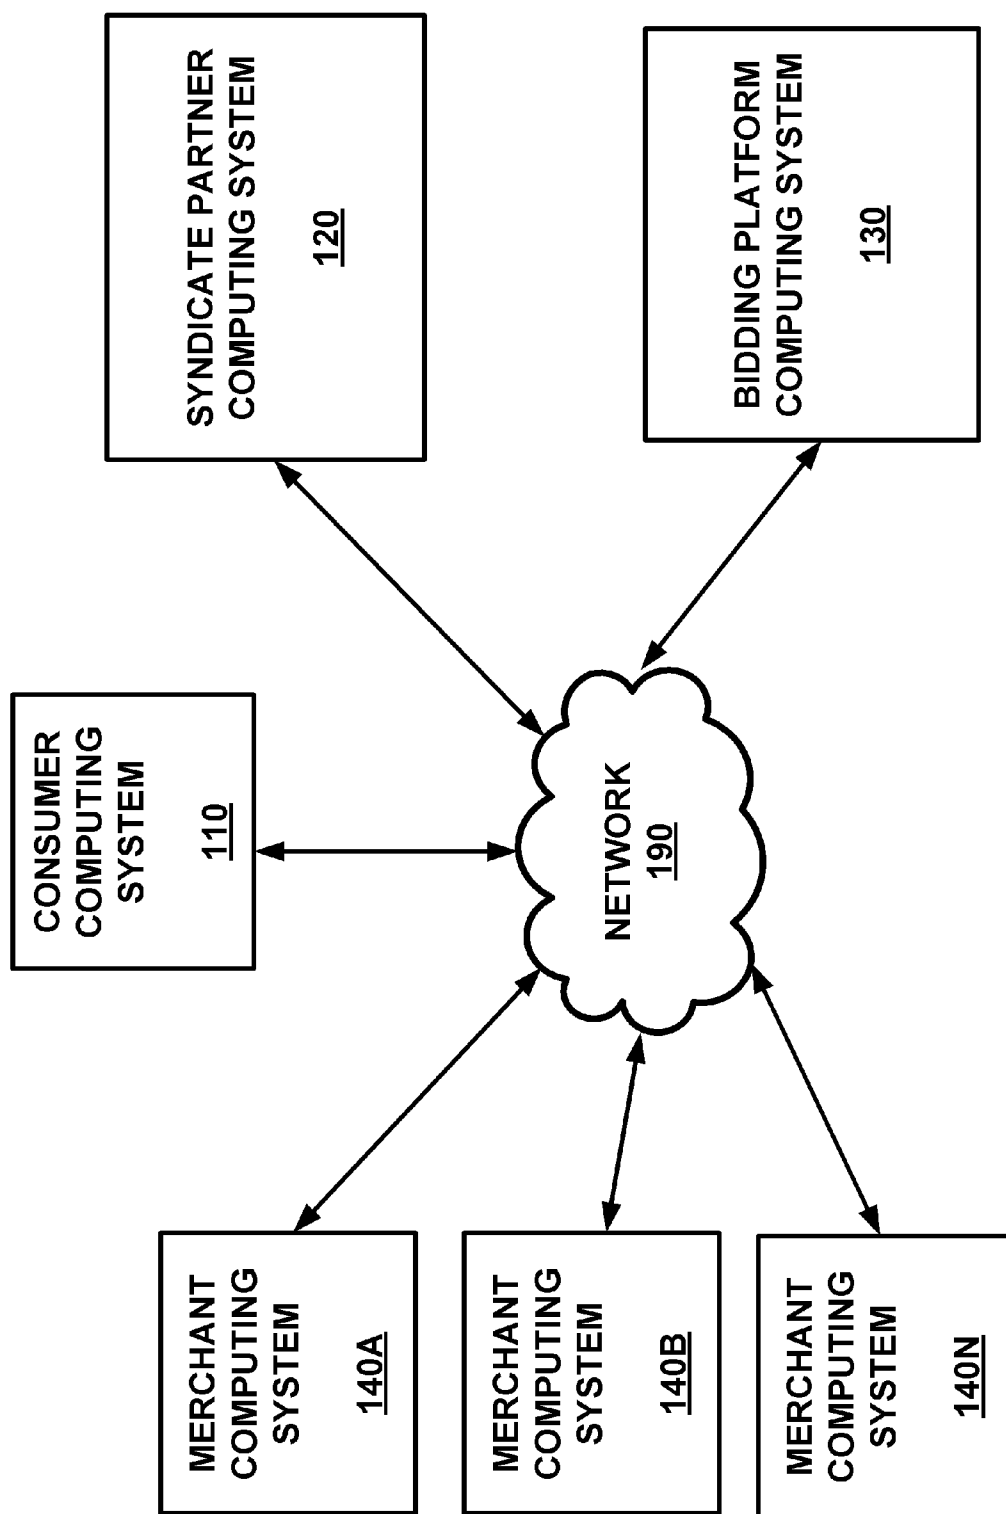 CONSUMER
COMPUTING
SYSTEM
110
SYNDICATE PARTNER
COMPUTING SYSTEM
120
BIDDING PLATFORM
COMPUTING SYSTEM
130
NETWORK
190
MERCHANT
COMPUTING
SYSTEM
140A
MERCHANT
COMPUTING
SYSTEM
140B
MERCHANT
COMPUTING
SYSTEM
140N